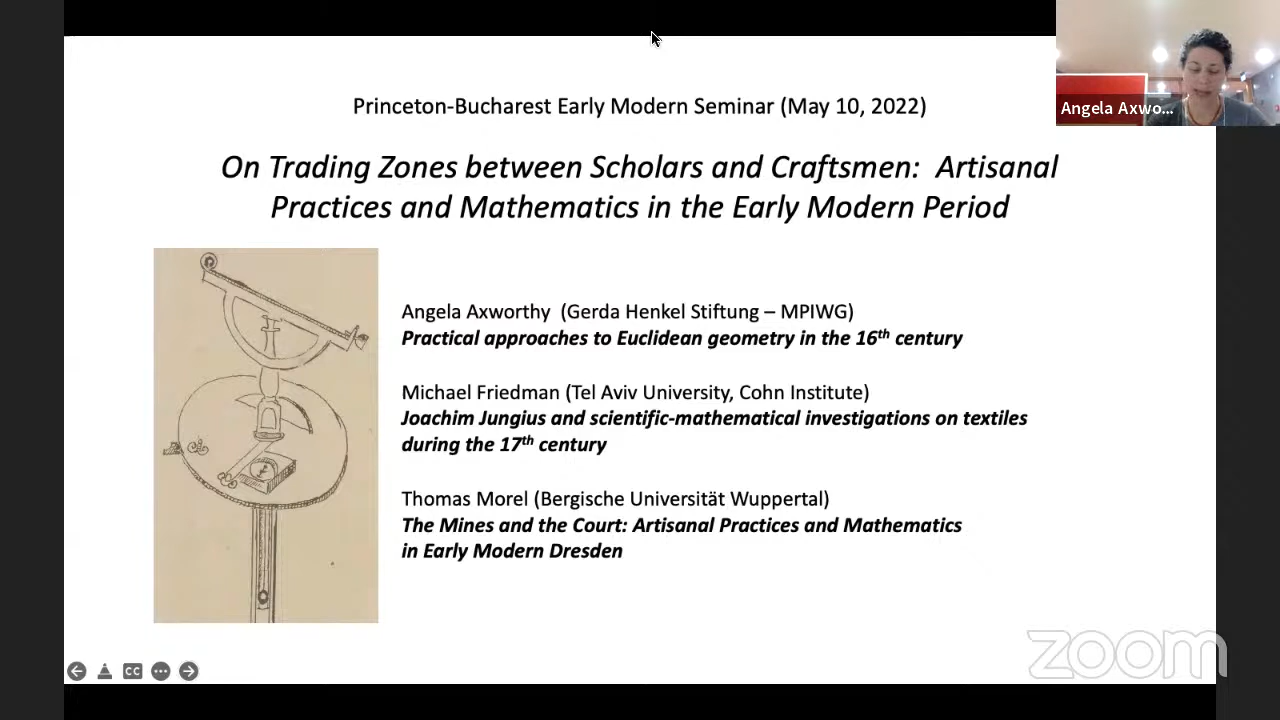 Angela Axwo...
Princeton-Bucharest Early Modern Seminar (May 10, 2022)
On Trading Zones between Scholars and Craftsmen: Artisanal
Practices and Mathematics in the Early Modern Period
Angela Axworthy (Gerda Henkel Stiftung – MPIWG)
Practical approaches to Euclidean geometry in the 16th century
Michael Friedman (Tel Aviv University, Cohn Institute)
Joachim Jungius and scientific-mathematical investigations on textiles
during the 17th century
Thomas Morel (Bergische Universität Wuppertal)
The Mines and the Court: Artisanal Practices and Mathematics
in Early Modern Dresden
CC
zoom